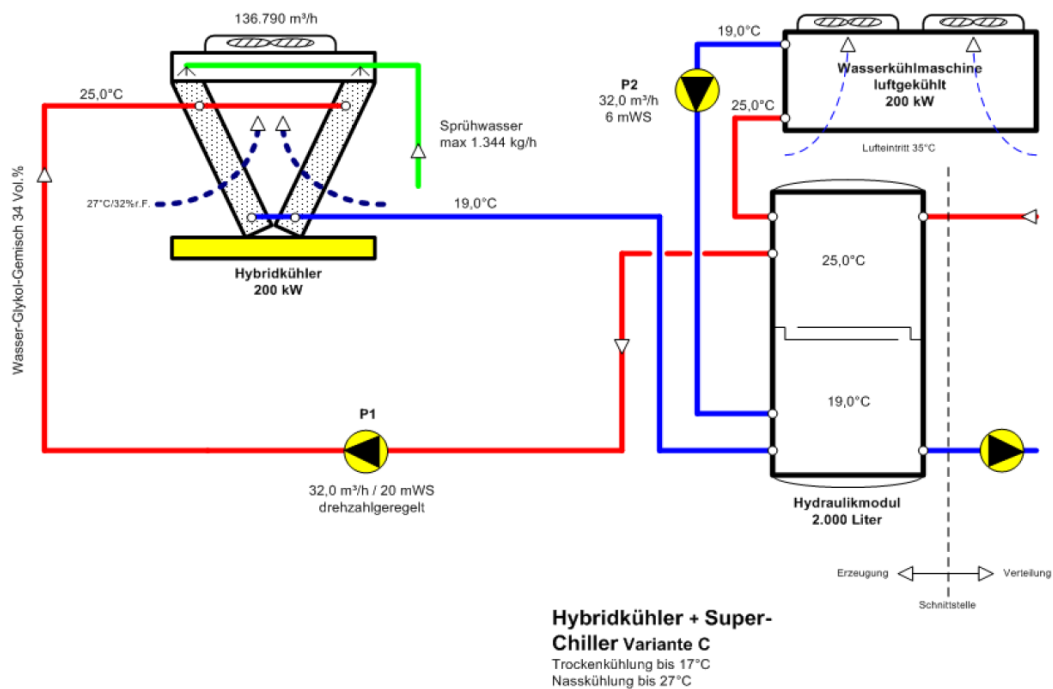 136.790 m³/h
25,0°C
Sprühwasser
max 1.344 kg/h
27°C/32%r.F.
19,0°C
Hybridkühler
200 kW
Wasser-Glykol-Gemisch 34 Vol.%
P1
32,0 m³/h / 20 mWS
drehzahlgeregelt
19,0°C
P2
32,0 m³/h
6 mWS
25,0°C
Wasserkühlmaschine
luftgekühlt
200 kW
Lufteintritt 35°C
25,0°C
19,0°C
Hydraulikmodul
2.000 Liter
Erzeugung
Verteilung
Schnittstelle
Hybridkühler + Super-
Chiller Variante C
Trockenkühlung bis 17°C
Nasskühlung bis 27°C